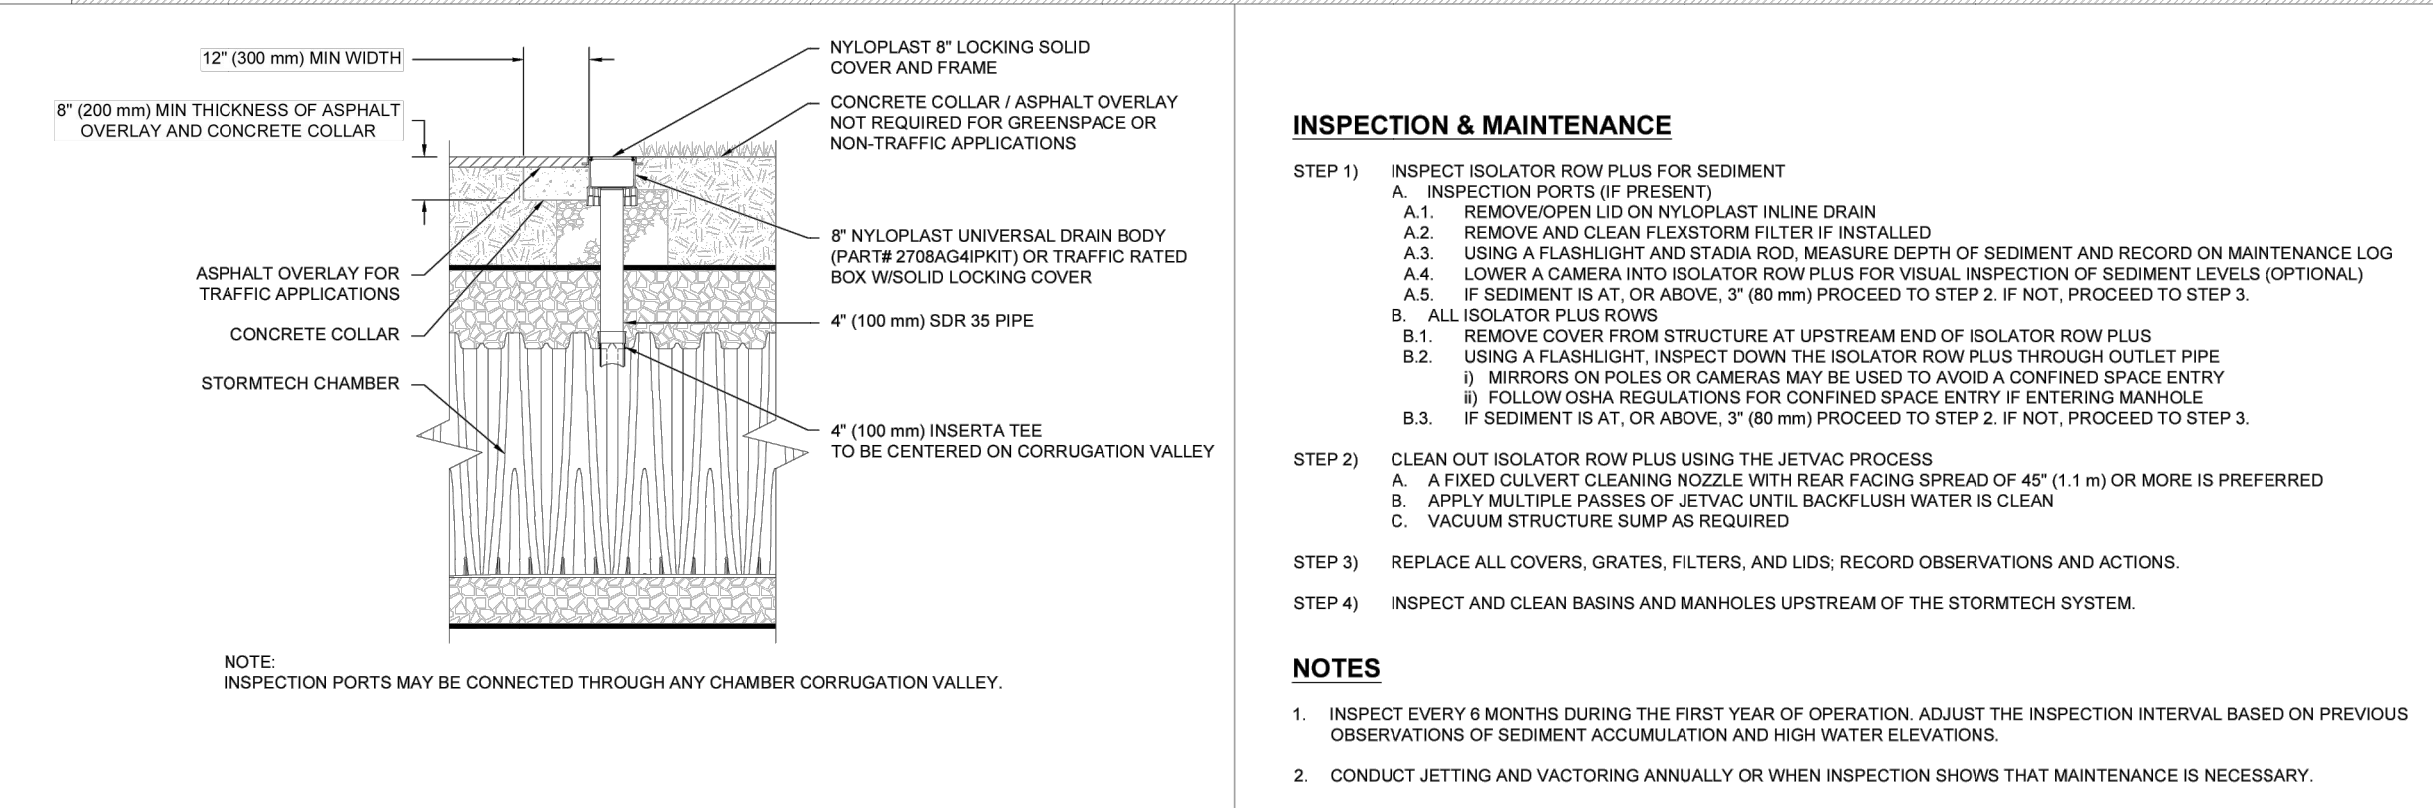 12" (300 mm) MIN WIDTH
8" (200 mm) MIN THICKNESS OF ASPHALT
OVERLAY AND CONCRETE COLLAR
ASPHALT OVERLAY FOR
TRAFFIC APPLICATIONS
CONCRETE COLLAR
STORMTECH CHAMBER
NYLOPLAST 8" LOCKING SOLID
COVER AND FRAME
CONCRETE COLLAR / ASPHALT OVERLAY
NOT REQUIRED FOR GREENSPACE OR
NON-TRAFFIC APPLICATIONS
8" NYLOPLAST UNIVERSAL DRAIN BODY
(PART# 2708AG4IPKIT) OR TRAFFIC RATED
BOX W/SOLID LOCKING COVER
4" (100 mm) SDR 35 PIPE
4" (100 mm) INSERTA TEE
TO BE CENTERED ON CORRUGATION VALLEY
NOTE:
INSPECTION PORTS MAY BE CONNECTED THROUGH ANY CHAMBER CORRUGATION VALLEY.
INSPECTION & MAINTENANCE
STEP 1) INSPECT ISOLATOR ROW PLUS FOR SEDIMENT
A. INSPECTION PORTS (IF PRESENT)
A.1. REMOVE/OPEN LID ON NYLOPLAST INLINE DRAIN
A.2. REMOVE AND CLEAN FLEXSTORM FILTER IF INSTALLED
A.3. USING A FLASHLIGHT AND STADIA ROD, MEASURE DEPTH OF SEDIMENT AND RECORD ON MAINTENANCE LOG
A.4. LOWER A CAMERA INTO ISOLATOR ROW PLUS FOR VISUAL INSPECTION OF SEDIMENT LEVELS (OPTIONAL)
A.5. IF SEDIMENT IS AT, OR ABOVE, 3" (80 mm) PROCEED TO STEP 2. IF NOT, PROCEED TO STEP 3.
B. ALL ISOLATOR PLUS ROWS
B.1. REMOVE COVER FROM STRUCTURE AT UPSTREAM END OF ISOLATOR ROW PLUS
B.2. USING A FLASHLIGHT, INSPECT DOWN THE ISOLATOR ROW PLUS THROUGH OUTLET PIPE
i) MIRRORS ON POLES OR CAMERAS MAY BE USED TO AVOID A CONFINED SPACE ENTRY
ii) FOLLOW OSHA REGULATIONS FOR CONFINED SPACE ENTRY IF ENTERING MANHOLE
B.3. IF SEDIMENT IS AT, OR ABOVE, 3" (80 mm) PROCEED TO STEP 2. IF NOT, PROCEED TO STEP 3.
STEP 2) CLEAN OUT ISOLATOR ROW PLUS USING THE JETVAC PROCESS
A. A FIXED CULVERT CLEANING NOZZLE WITH REAR FACING SPREAD OF 45" (1.1 m) OR MORE IS PREFERRED
B. APPLY MULTIPLE PASSES OF JETVAC UNTIL BACKFLUSH WATER IS CLEAN
C. VACUUM STRUCTURE SUMP AS REQUIRED
STEP 3) REPLACE ALL COVERS, GRATES, FILTERS, AND LIDS; RECORD OBSERVATIONS AND ACTIONS.
STEP 4) INSPECT AND CLEAN BASINS AND MANHOLES UPSTREAM OF THE STORMTECH SYSTEM.
NOTES
1. INSPECT EVERY 6 MONTHS DURING THE FIRST YEAR OF OPERATION. ADJUST THE INSPECTION INTERVAL BASED ON PREVIOUS
OBSERVATIONS OF SEDIMENT ACCUMULATION AND HIGH WATER ELEVATIONS.
2. CONDUCT JETTING AND VACTORING ANNUALLY OR WHEN INSPECTION SHOWS THAT MAINTENANCE IS NECESSARY.